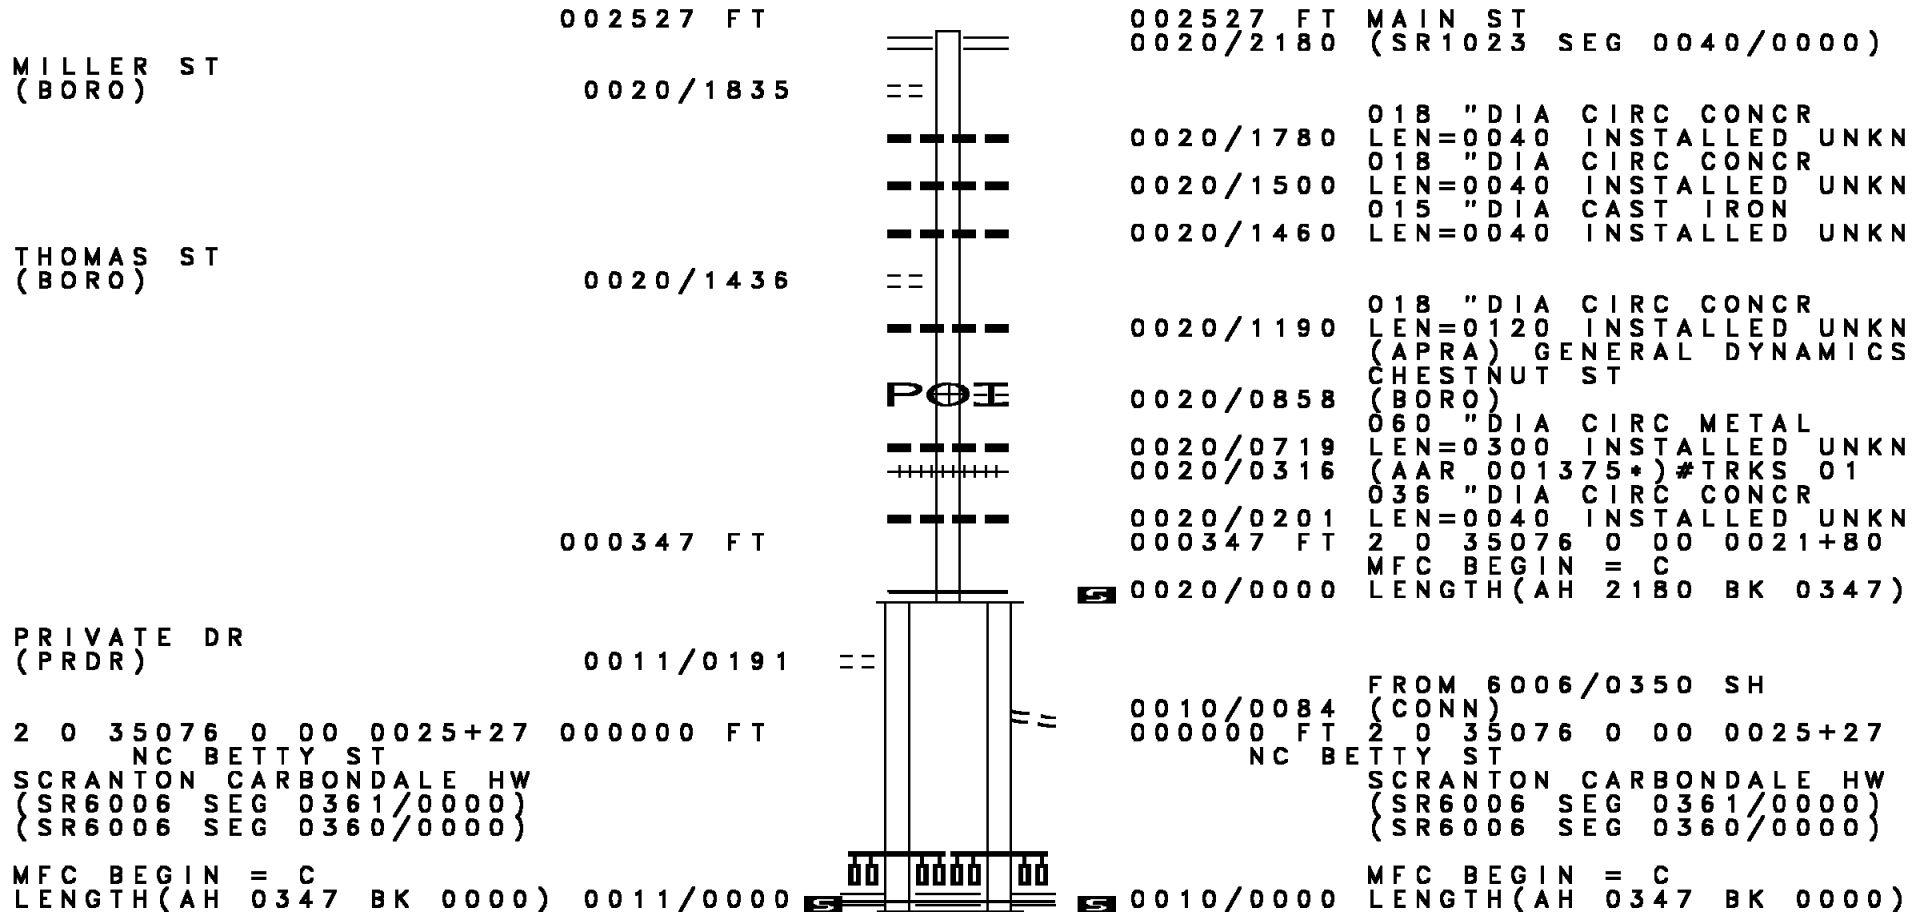 002527 FT 002527 FT MAIN ST
0020/2180 (SR1023 SEG 0040/0000)
MILLER ST
(BORO) 0020/1835
018 "DIA CIRC CONCR
0020/1780 LEN=0040 INSTALLED UNKN
018 "DIA CIRC CONCR
0020/1500 LEN=0040 INSTALLED UNKN
015 "DIA CAST IRON
0020/1460 LEN=0040 INSTALLED UNKN
THOMAS ST
(BORO) 0020/1436
018 "DIA CIRC CONCR
0020/1190 LEN=0120 INSTALLED UNKN
(APRA) GENERAL DYNAMICS
CHESTNUT ST
POI 0020/0858 (BORO)
060 "DIA CIRC METAL
0020/0719 LEN=0300 INSTALLED UNKN
0020/0316 (AAR 001375*)#TRKS 01
036 "DIA CIRC CONCR
0020/0201 LEN=0040 INSTALLED UNKN
000347 FT 000347 FT 2 0 35076 0 00 0021+80
MFC BEGIN = C
S 0020/0000 LENGTH(AH 2180 BK 0347)
PRIVATE DR
(PRDR) 0011/0191
FROM 6006/0350 SH
0010/0084 (CONN)
2 0 35076 0 00 0025+27 000000 FT 000000 FT 2 0 35076 0 00 0025+27
NC BETTY ST NC BETTY ST
SCRANTON CARBONDALE HW SCRANTON CARBONDALE HW
(SR6006 SEG 0361/0000) (SR6006 SEG 0361/0000)
(SR6006 SEG 0360/0000) (SR6006 SEG 0360/0000)
MFC BEGIN = C MFC BEGIN = C
LENGTH(AH 0347 BK 0000) 0011/0000 S S 0010/0000 LENGTH(AH 0347 BK 0000)